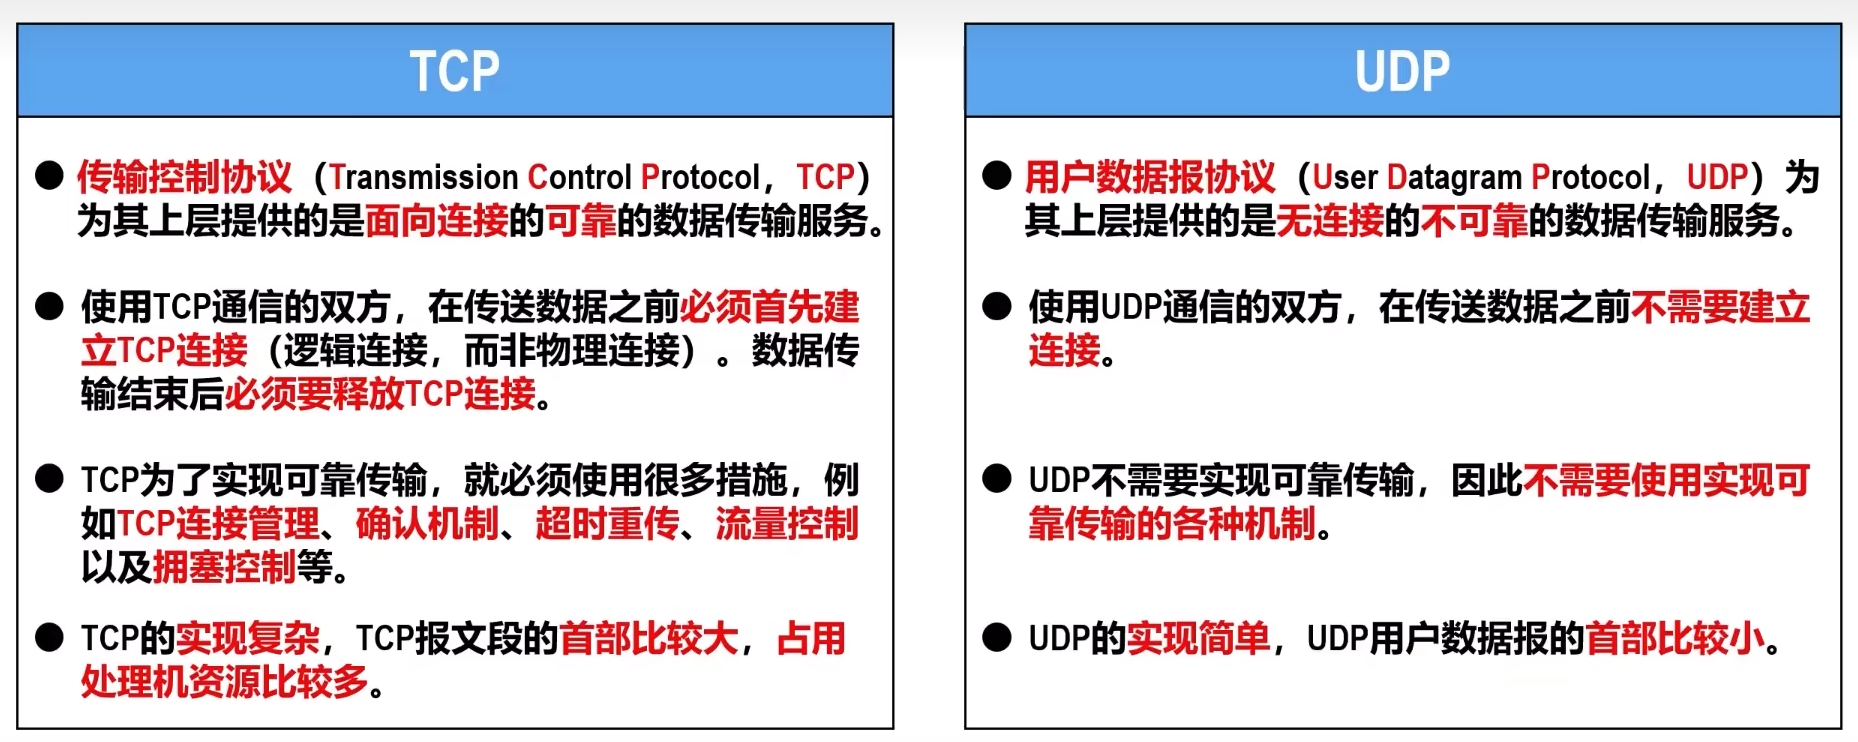 TCP
● 传输控制协议（Transmission Control Protocol，TCP）
为其上层提供的是面向连接的可靠的数据传输服务。
● 使用TCP通信的双方，在传送数据之前必须首先建
立TCP连接（逻辑连接，而非物理连接）。数据传
输结束后必须要释放TCP连接。
● TCP为了实现可靠传输，就必须使用很多措施，例
如TCP连接管理、确认机制、超时重传、流量控制
以及拥塞控制等。
● TCP的实现复杂，TCP报文段的首部比较大，占用
处理机资源比较多。
UDP
● 用户数据报协议（User Datagram Protocol，UDP）为
其上层提供的是无连接的不可靠的数据传输服务。
● 使用UDP通信的双方，在传送数据之前不需要建立
连接。
● UDP不需要实现可靠传输，因此不需要使用实现可
靠传输的各种机制。
● UDP的实现简单，UDP用户数据报的首部比较小。